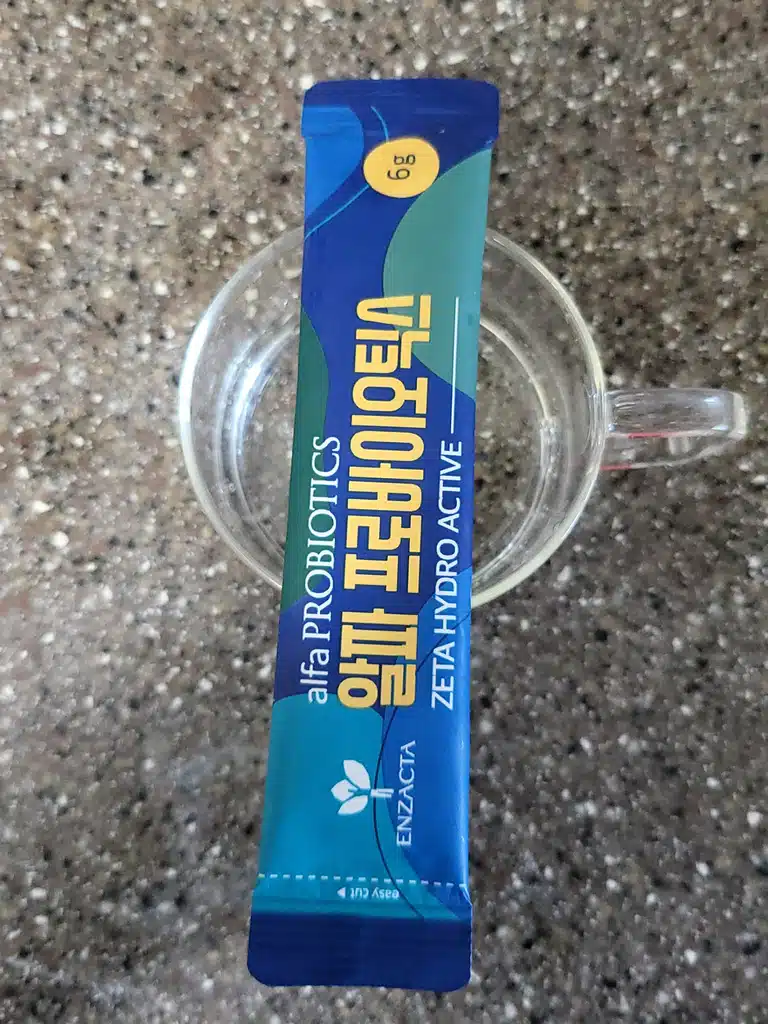 alfa PROBIOTICS
알파 프로바이오틱스
ZETA HYDRO ACTIVE
6g
ENZACTA
easy cut